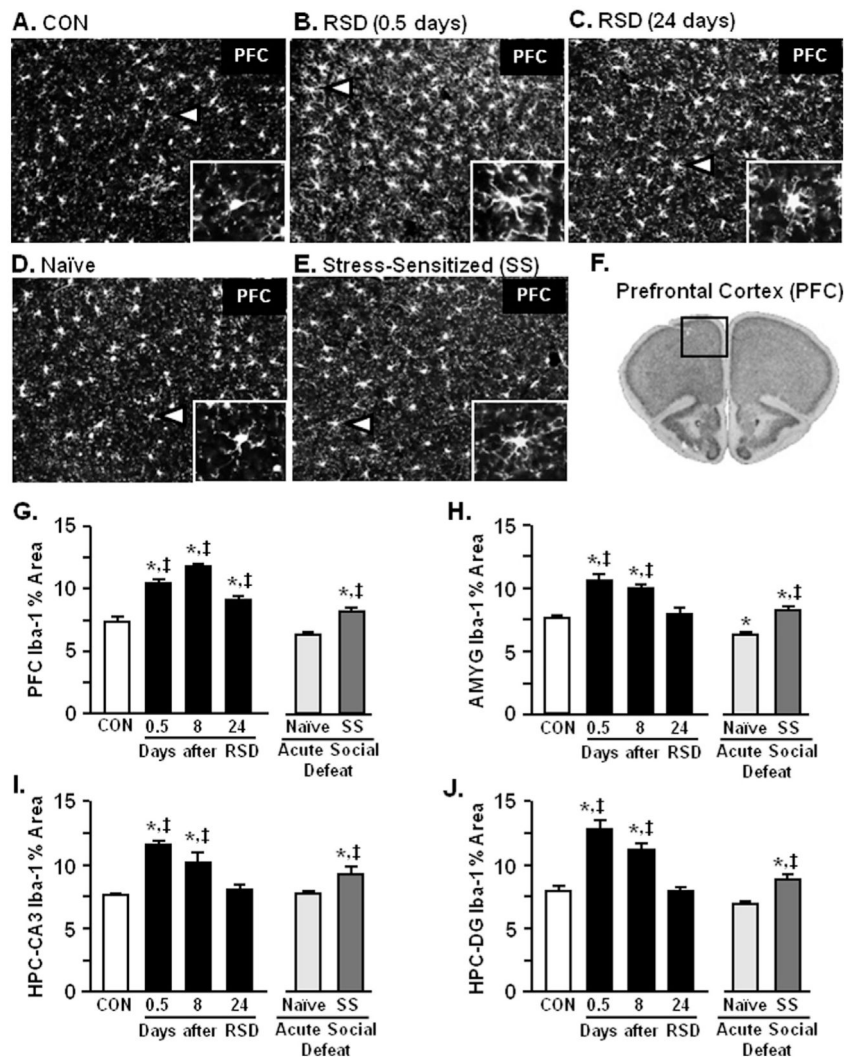 A. CON
PFC
B. RSD (0.5 days)
PFC
C. RSD (24 days)
PFC
D. Naïve
PFC
E. Stress-Sensitized (SS)
PFC
F.
Prefrontal Cortex (PFC)
G.
PFC Iba-1 % Area
15
10
5
0
*,‡
*,‡
*,‡
*,‡
CON
0.5
8
24
Days after RSD
Naïve
SS
Acute Social
Defeat
H.
AMYG Iba-1 % Area
15
10
5
0
*,‡
*,‡
*
*,‡
CON
0.5
8
24
Days after RSD
Naïve
SS
Acute Social
Defeat
I.
HPC-CA3 Iba-1 % Area
15
10
5
0
*,‡
*,‡
*,‡
CON
0.5
8
24
Days after RSD
Naïve
SS
Acute Social
Defeat
J.
HPC-DG Iba-1 % Area
15
10
5
0
*,‡
*,‡
*,‡
CON
0.5
8
24
Days after RSD
Naïve
SS
Acute Social
Defeat